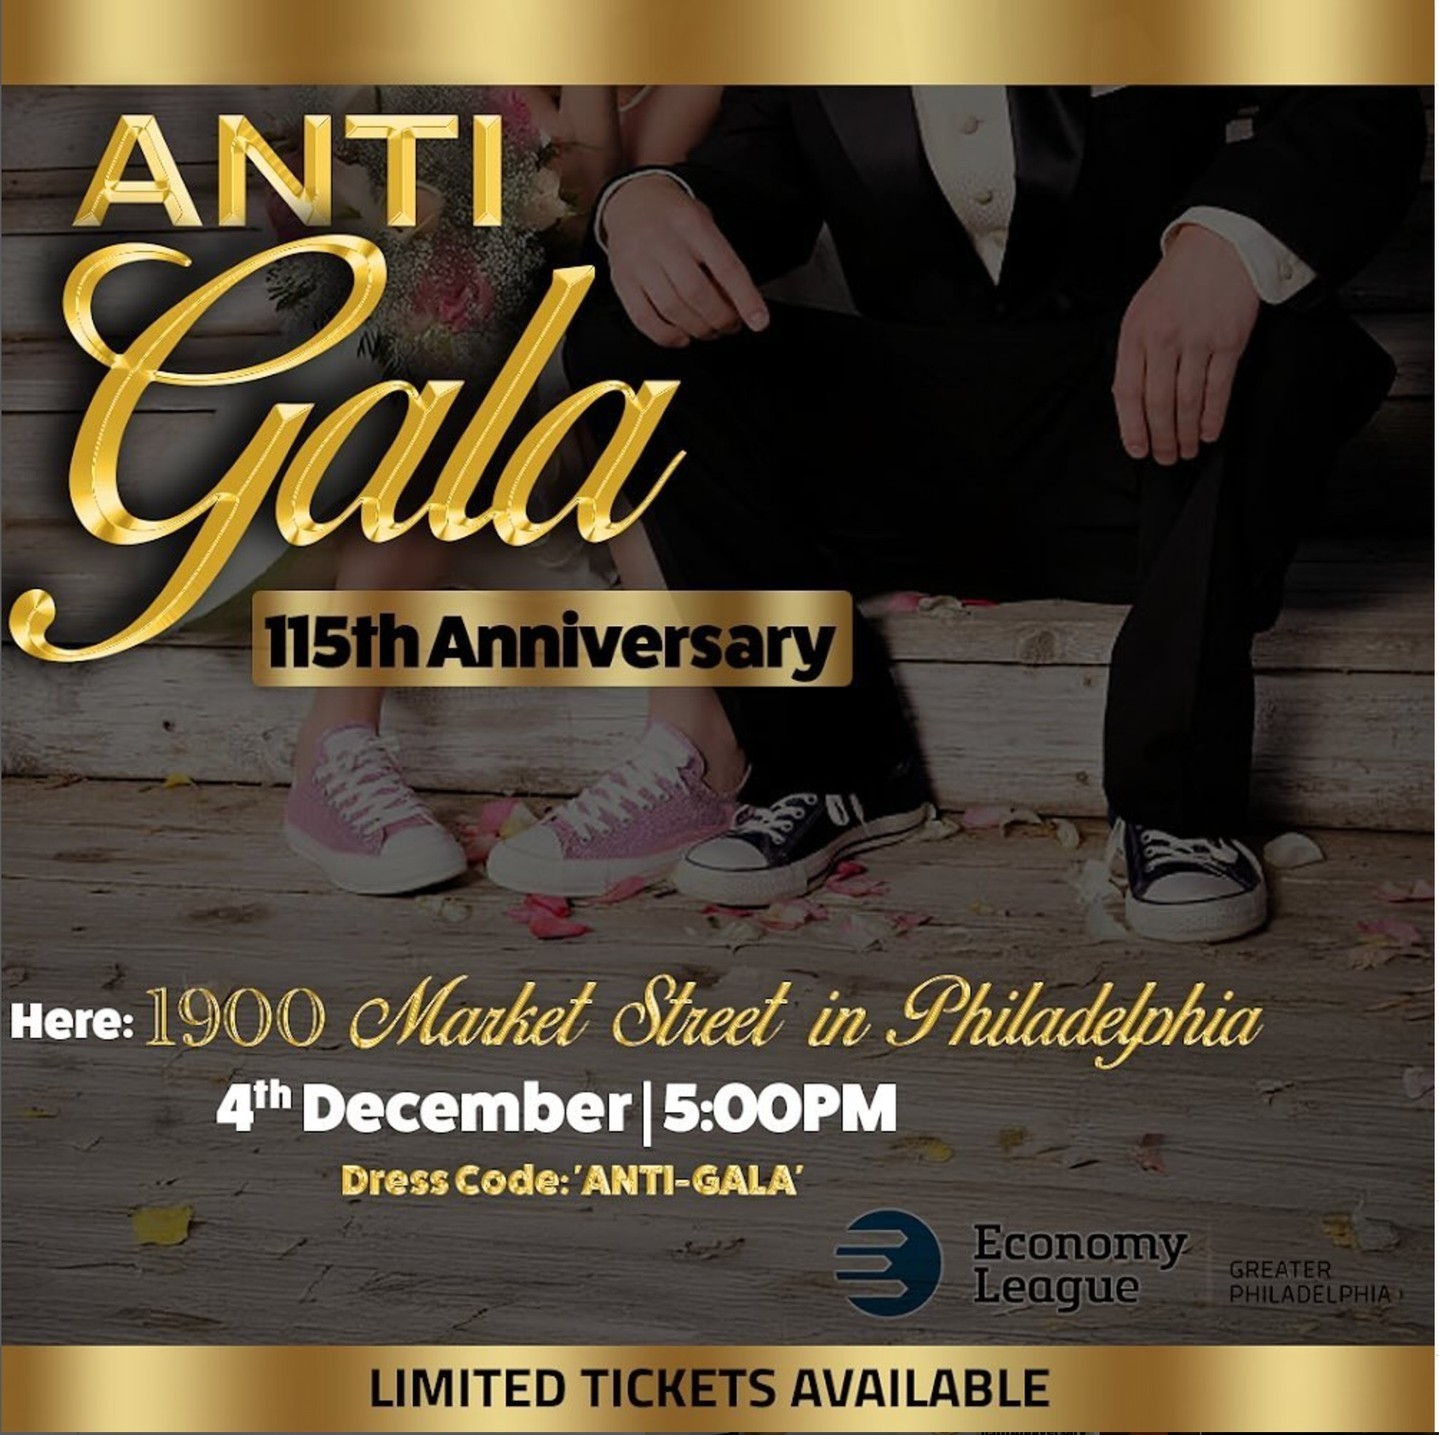 ANTI
Gala
115th Anniversary
Here: 1900 Market Street in Philadelphia
4th December | 5:00PM
Dress Code: 'ANTI-GALA'
Economy
League
GREATER
PHILADELPHIA
LIMITED TICKETS AVAILABLE